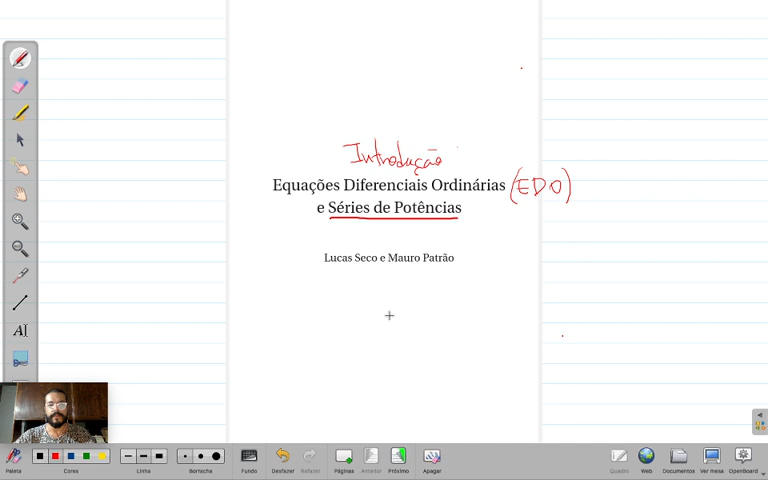 Introdução
Equações Diferenciais Ordinárias (EDO)
e Séries de Potências
Lucas Seco e Mauro Patrão
AI
Paleta
Cores
Linha
Borracha
Fundo
Desfazer
Refazer
Páginas
Anterior
Próximo
Apagar
Quadro
Web
Documentos
Ver mesa
OpenBoard